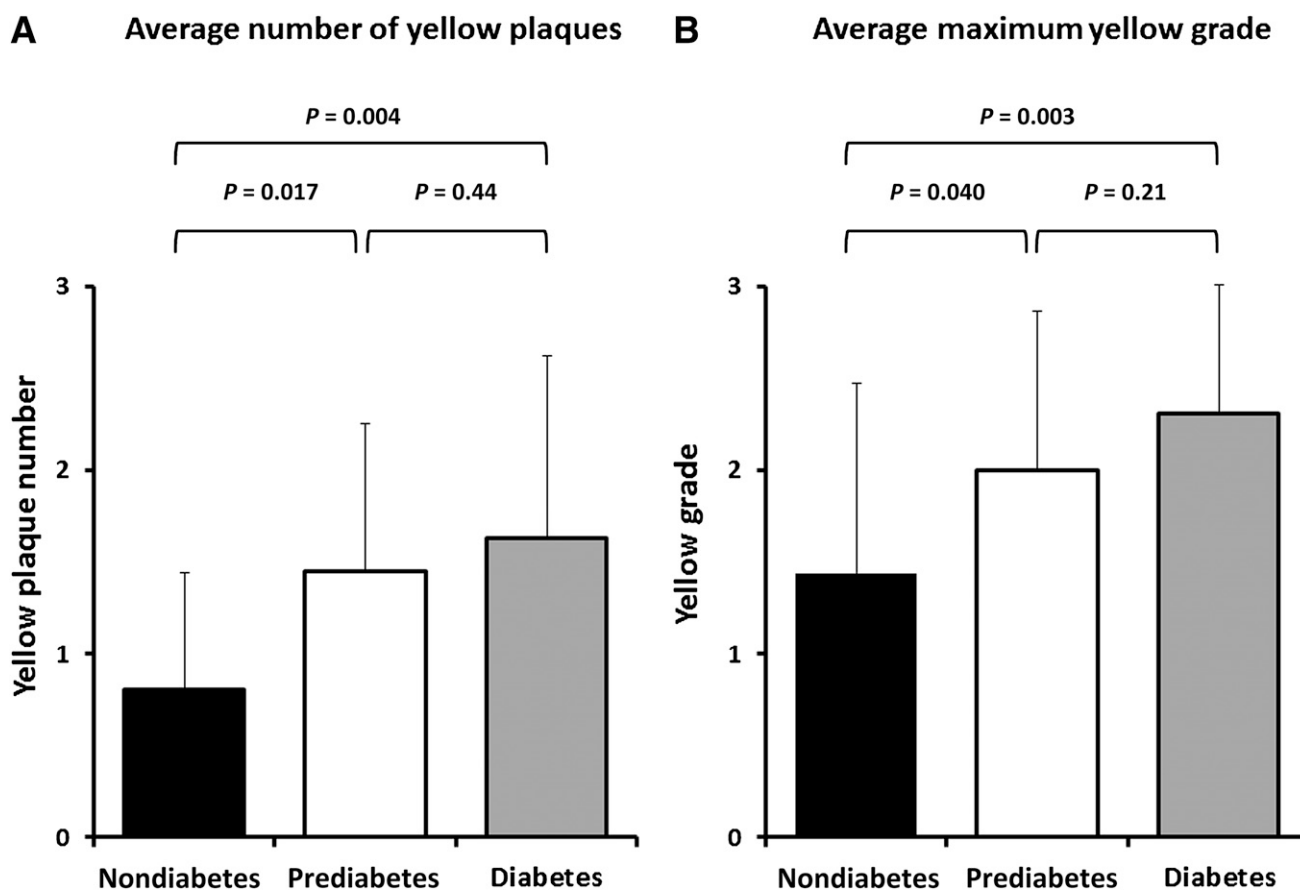 A Average number of yellow plaques
P = 0.004
P = 0.017 P = 0.44
Yellow plaque number
3
2
1
0
Nondiabetes Prediabetes Diabetes
B Average maximum yellow grade
P = 0.003
P = 0.040 P = 0.21
Yellow grade
3
2
1
0
Nondiabetes Prediabetes Diabetes